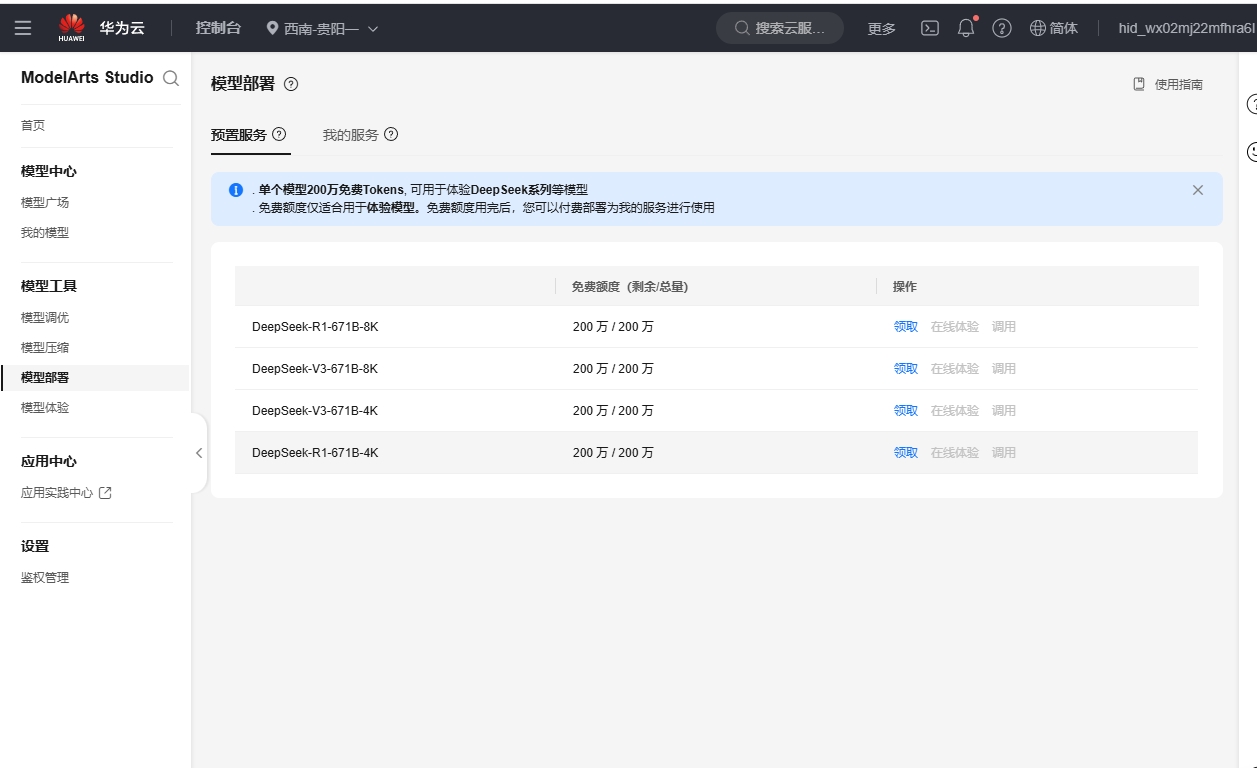 HUAWEI 华为云 控制台 西南-贵阳一 搜索云服... 更多 简体 hid_wx02mj22mfhra6l
ModelArts Studio
首页
模型中心
模型广场
我的模型
模型工具
模型调优
模型压缩
模型部署
模型体验
应用中心
应用实践中心
设置
鉴权管理
模型部署 使用指南
预置服务 我的服务
. 单个模型200万免费Tokens, 可用于体验DeepSeek系列等模型
. 免费额度仅适合用于体验模型。免费额度用完后，您可以付费部署为我的服务进行使用
免费额度（剩余/总量） 操作
DeepSeek-R1-671B-8K 200 万 / 200 万 领取 在线体验 调用
DeepSeek-V3-671B-8K 200 万 / 200 万 领取 在线体验 调用
DeepSeek-V3-671B-4K 200 万 / 200 万 领取 在线体验 调用
DeepSeek-R1-671B-4K 200 万 / 200 万 领取 在线体验 调用